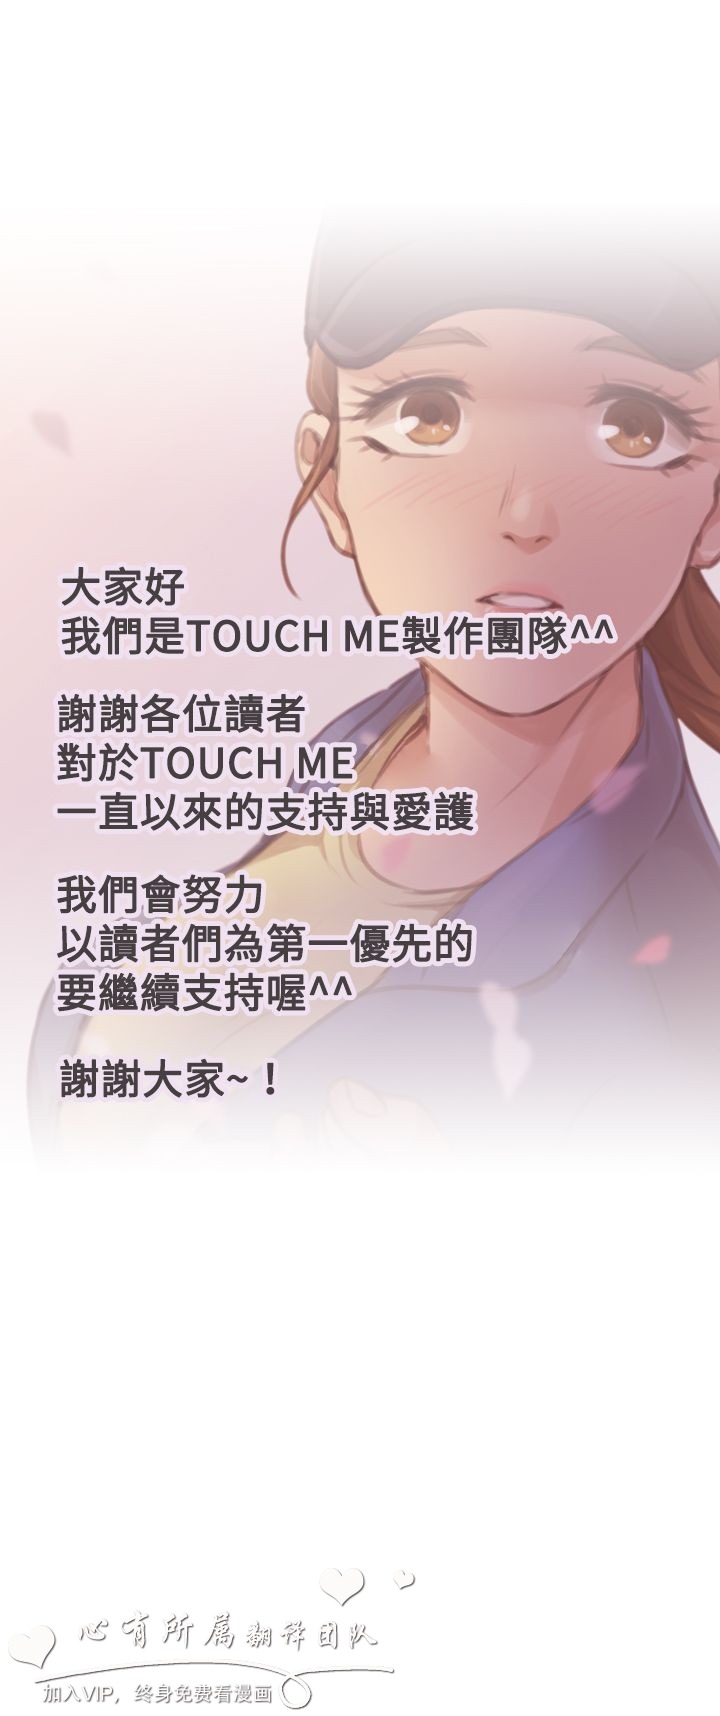 大家好
我們是TOUCH ME製作團隊^^
謝謝各位讀者
對於TOUCH ME
一直以來的支持與愛護
我們會努力
以讀者們為第一優先的
要繼續支持喔^^
謝謝大家~！
心有所属翻译团队
加入VIP，终身免费看漫画